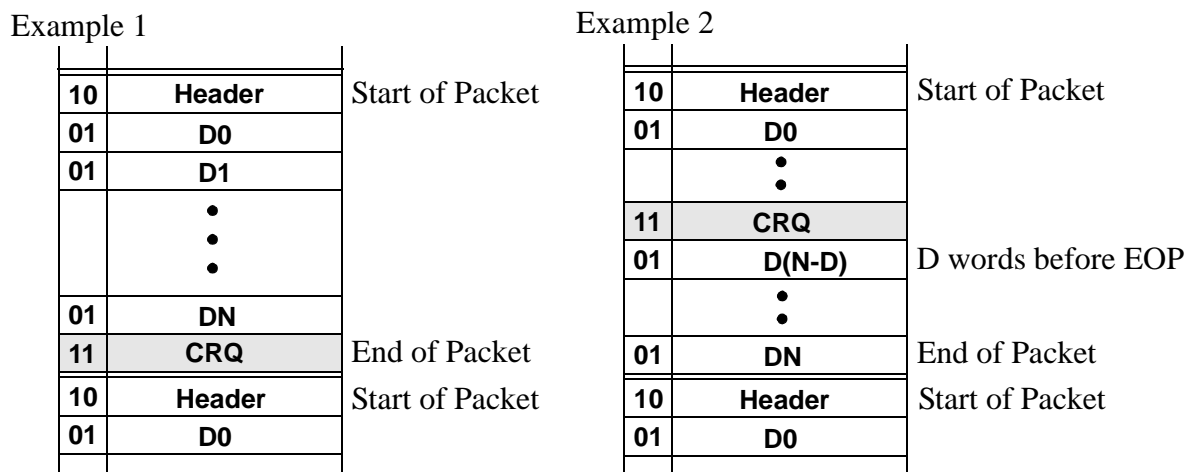 Example 1
10 Header Start of Packet
01 D0
01 D1
01 DN
11 CRQ End of Packet
10 Header Start of Packet
01 D0
Example 2
10 Header Start of Packet
01 D0
11 CRQ
01 D(N-D) D words before EOP
01 DN End of Packet
10 Header Start of Packet
01 D0